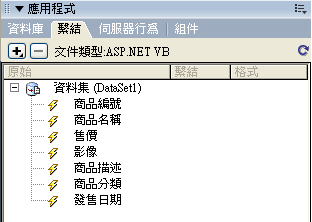 應用程式
資料庫 繫結 伺服器行爲 組件
文件類型:ASP.NET VB
原始 繫結 格式
資料集 (DataSet1)
商品編號
商品名稱
售價
影像
商品描述
商品分類
發售日期